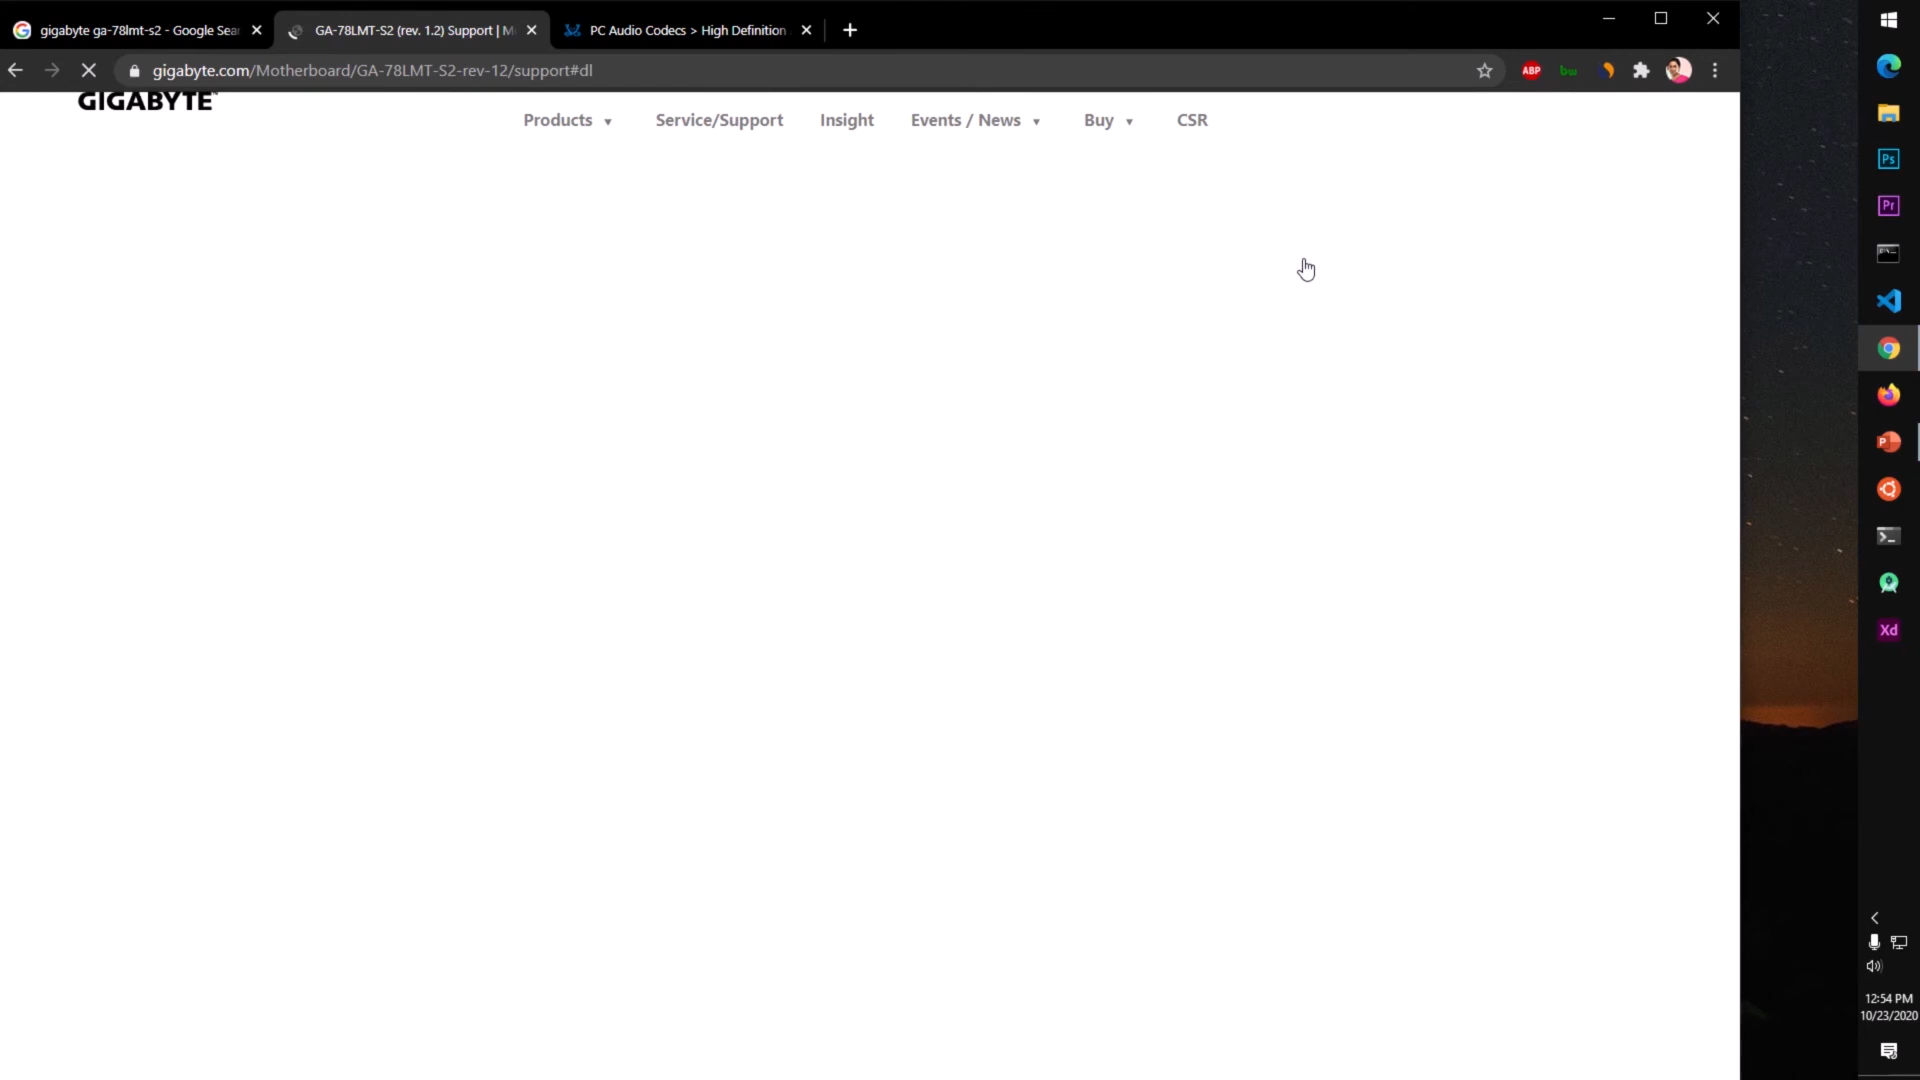 gigabyte ga-78lmt-s2 - Google Sear
GA-78LMT-S2 (rev. 1.2) Support | M
PC Audio Codecs > High Definition
gigabyte.com/Motherboard/GA-78LMT-S2-rev-12/support#dl
ABP
bw
GIGABYTE™
Products ▼
Service/Support
Insight
Events / News ▼
Buy ▼
CSR
Ps
Pr
P
Xd
12:54 PM
10/23/2020